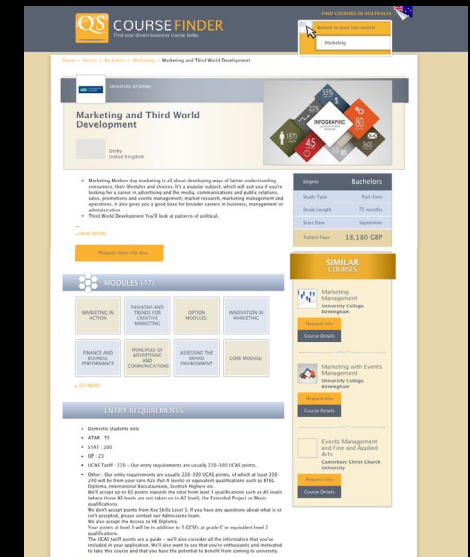 FIND COURSES IN AUSTRALIA
QS COURSE FINDER
Find your dream business course today.
Return to your last search
Marketing
Home > Search > Bachelors > Marketing > Marketing and Third World Development
University of Derby
Marketing and Third World
Development
Derby
United Kingdom
55%
INFOGRAPHIC
80
1870
45
3600
• Marketing Modern day marketing is all about developing ways of better understanding
consumers, their lifestyles and choices. It's a popular subject, which will suit you if you're
looking for a career in advertising and the media, communications and public relations,
sales, promotions and events management, market research, marketing management and
operations. It also gives you a good base for broader careers in business, management or
administration
• Third World Development You'll look at patterns of political,
...
READ MORE
Request more info now
Degree Bachelors
Study Type Part-time
Study Length 72 months
Start Date September
Tuition Fees 18,180 GBP
MODULES (47)
MARKETING IN
ACTION
FASHIONS AND
TRENDS FOR
CREATIVE
MARKETING
OPTION
MODULES:
INNOVATION IN
MARKETING
FINANCE AND
BUSINESS
PERFORMANCE
PRINCIPLES OF
ADVERTISING
AND
COMMUNICATIONS
ASSESSING THE
BRAND
ENVIRONMENT
CORE MODULE:
SEE MORE
SIMILAR
COURSES
Marketing
Management
University College
Birmingham
Request Info
Course Details
Marketing with Events
Management
University College
Birmingham
Request Info
Course Details
Events Management
and Fine and Applied
Arts
Canterbury Christ Church
University
Request Info
Course Details
ENTRY REQUIREMENTS
• Domestic students only
• ATAR : 55
• STAT : 200
• OP : 23
• UCAS Tariff : 220 - Our entry requirements are usually 220-300 UCAS points.
• Other : Our entry requirements are usually 220-300 UCAS points, of which at least 200-
240 will be from your core A2s (full A levels) or equivalent qualifications such as BTEC
Diploma, International Baccalaureate, Scottish Highers etc.
We'll accept up to 60 points towards the total from level 3 qualifications such as AS levels
(where those AS levels are not taken on to A2 level), the Extended Project or Music
qualifications.
We don't accept points from Key Skills Level 3. If you have any questions about what is or
isn't accepted, please contact our Admissions team.
We also accept the Access to HE Diploma.
Your points at level 3 will be in addition to 5 GCSEs at grade C or equivalent level 2
qualifications.
The UCAS tariff points are a guide - we'll also consider all the information that you've
included in your application. We'll also want to see that you're enthusiastic and motivated
to take this course and that you have the potential to benefit from coming to university.